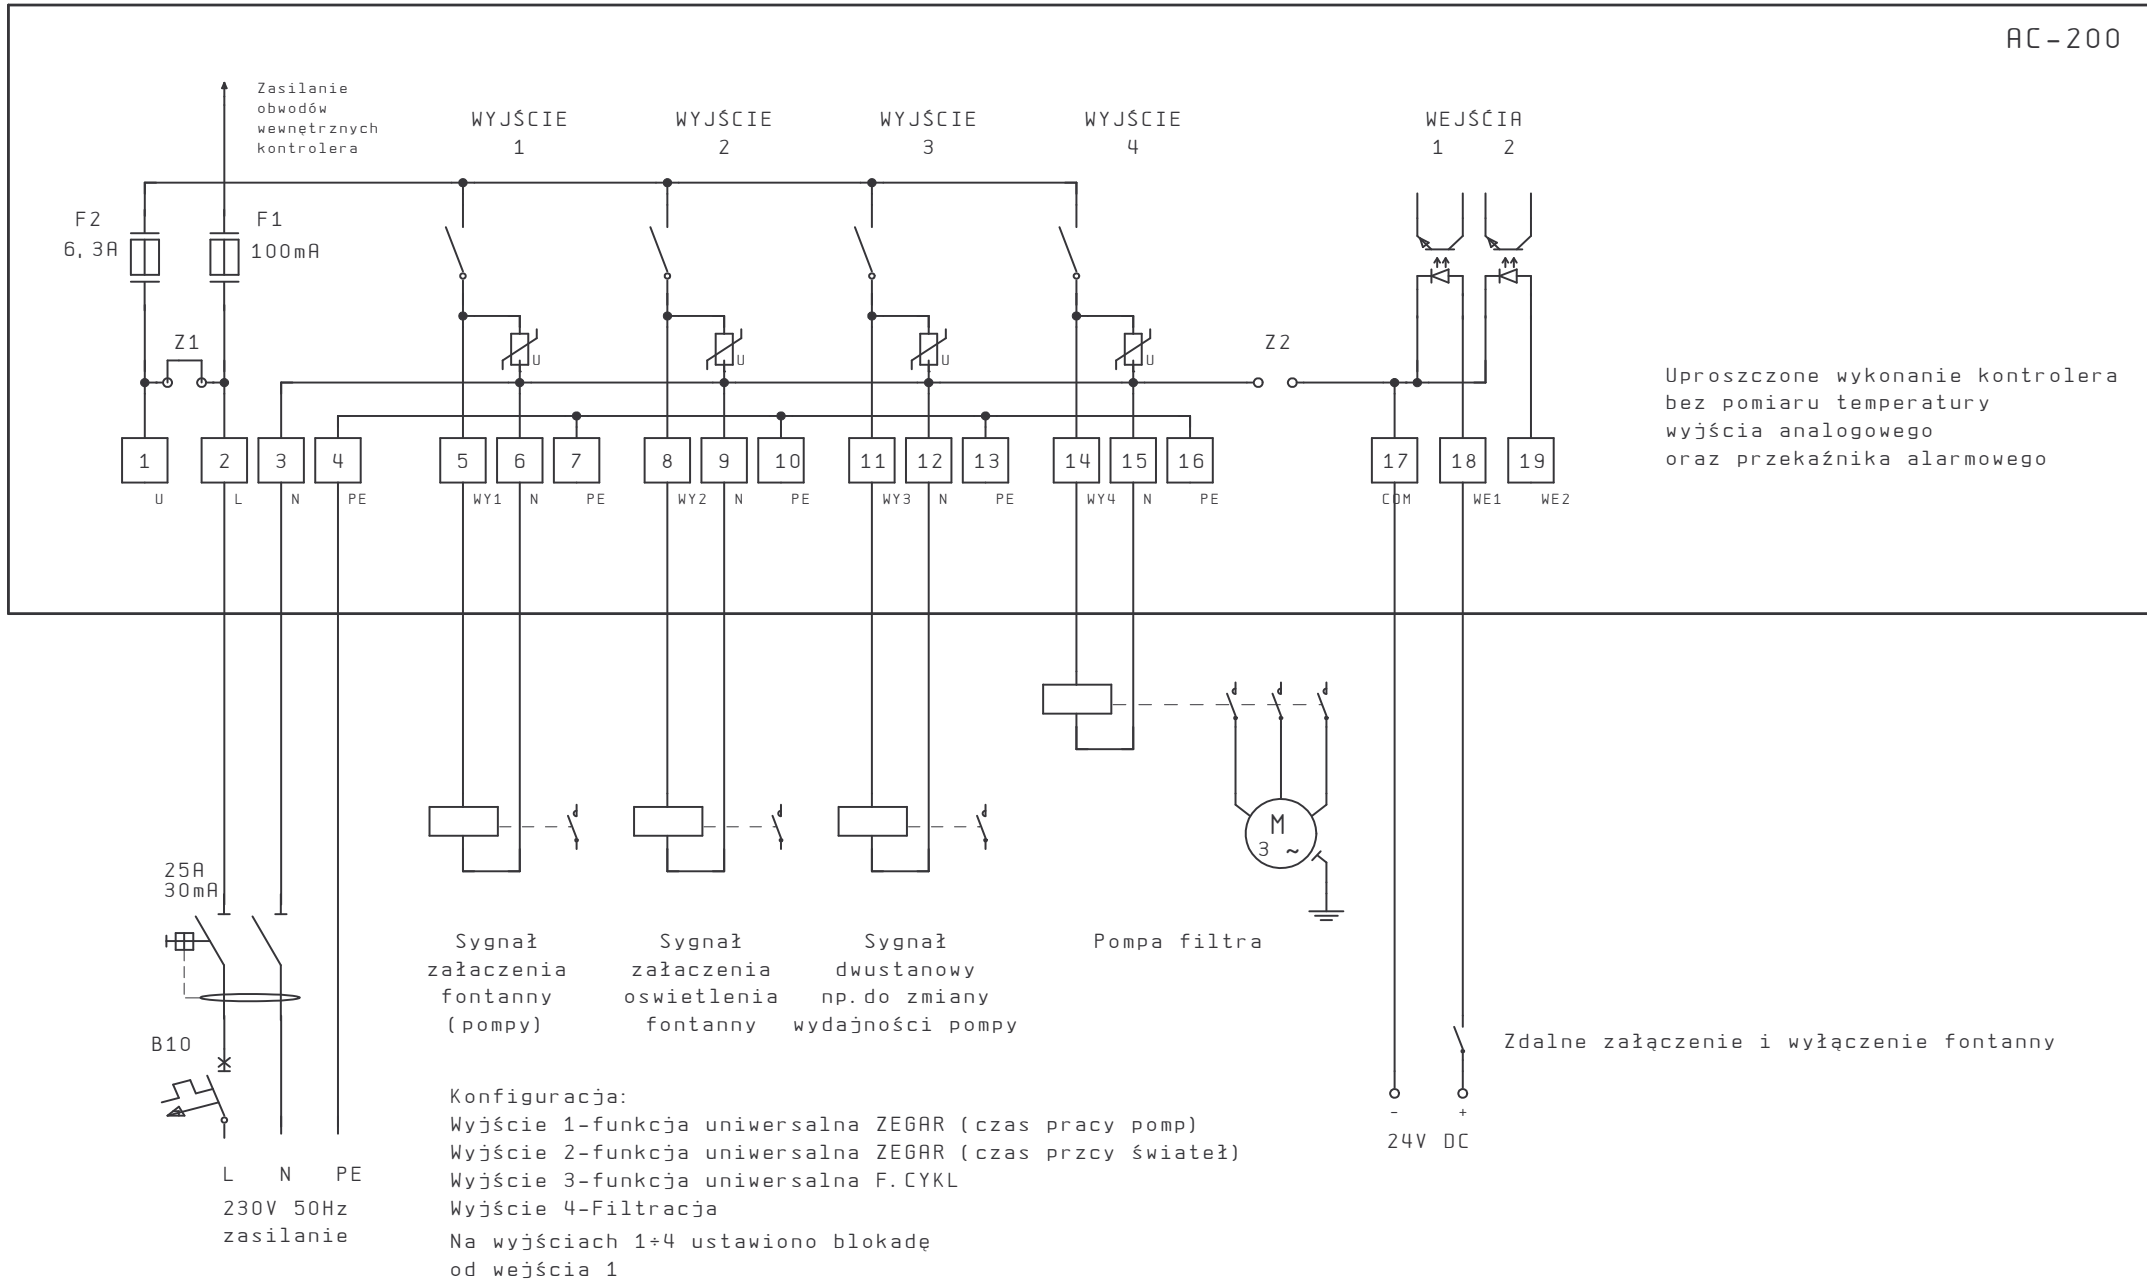 AC-200
Zasilanie
obwodów
wewnętrznych
kontrolera
WYJŚCIE
1
WYJŚCIE
2
WYJŚCIE
3
WYJŚCIE
4
WEJŚĆIA
1 2
F2
6,3A
F1
100mA
Z1
U
U
U
U
Z2
Uproszczone wykonanie kontrolera
bez pomiaru temperatury
wyjścia analogowego
oraz przekaźnika alarmowego
1 2 3 4 5 6 7 8 9 10 11 12 13 14 15 16 17 18 19
U L N PE WY1 N PE WY2 N PE WY3 N PE WY4 N PE COM WE1 WE2
M
3 ~
25A
30mA
Sygnał
załaczenia
fontanny
(pompy)
Sygnał
załaczenia
oswietlenia
fontanny
Sygnał
dwustanowy
np.do zmiany
wydajności pompy
Pompa filtra
B10
Zdalne załączenie i wyłączenie fontanny
- +
24V DC
L N PE
230V 50Hz
zasilanie
Konfiguracja:
Wyjście 1-funkcja uniwersalna ZEGAR (czas pracy pomp)
Wyjście 2-funkcja uniwersalna ZEGAR (czas przcy świateł)
Wyjście 3-funkcja uniwersalna F.CYKL
Wyjście 4-Filtracja
Na wyjściach 1÷4 ustawiono blokadę
od wejścia 1